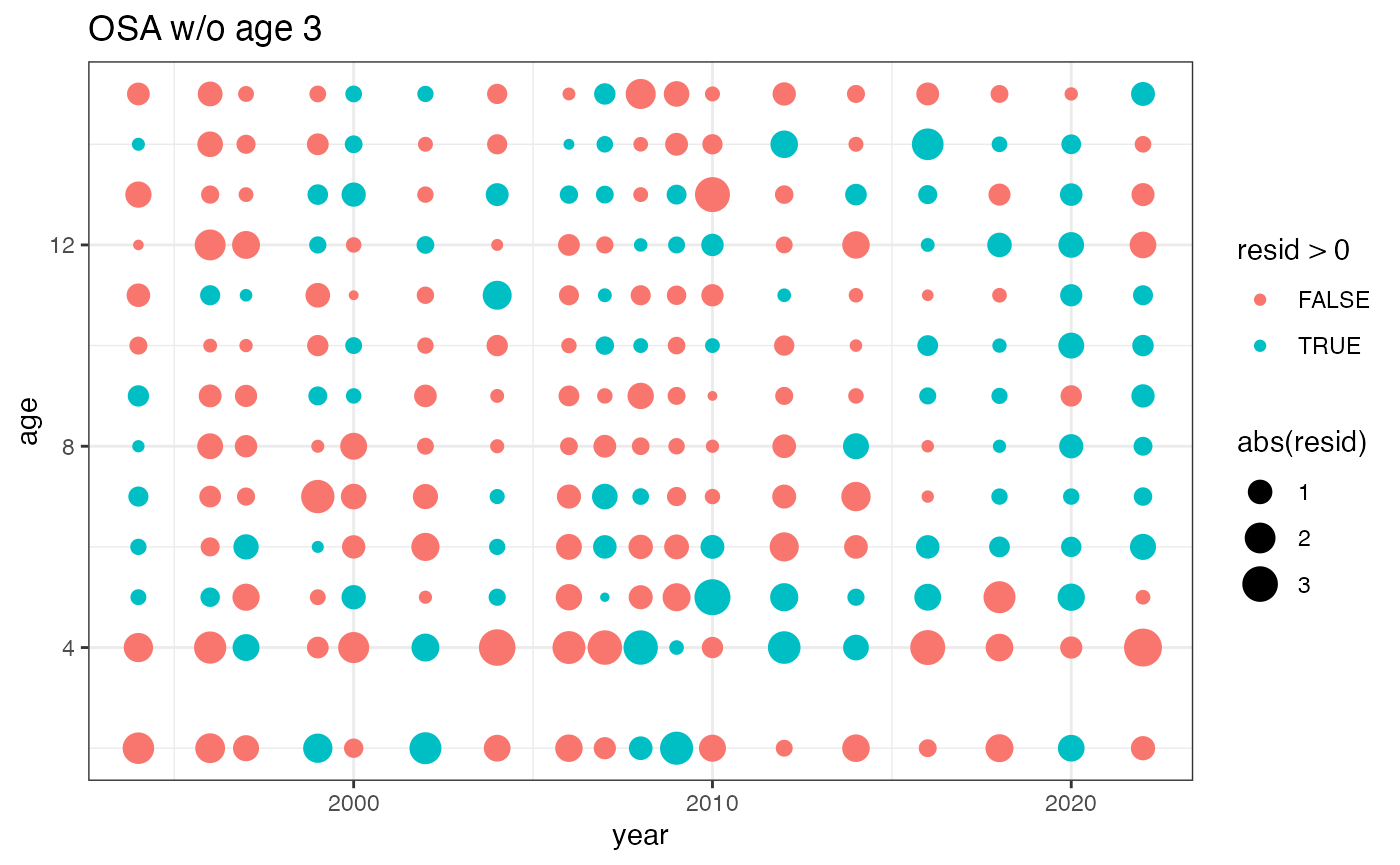 OSA w/o age 3
12
8
4
age
2000
2010
2020
year
resid > 0
FALSE
TRUE
abs(resid)
1
2
3